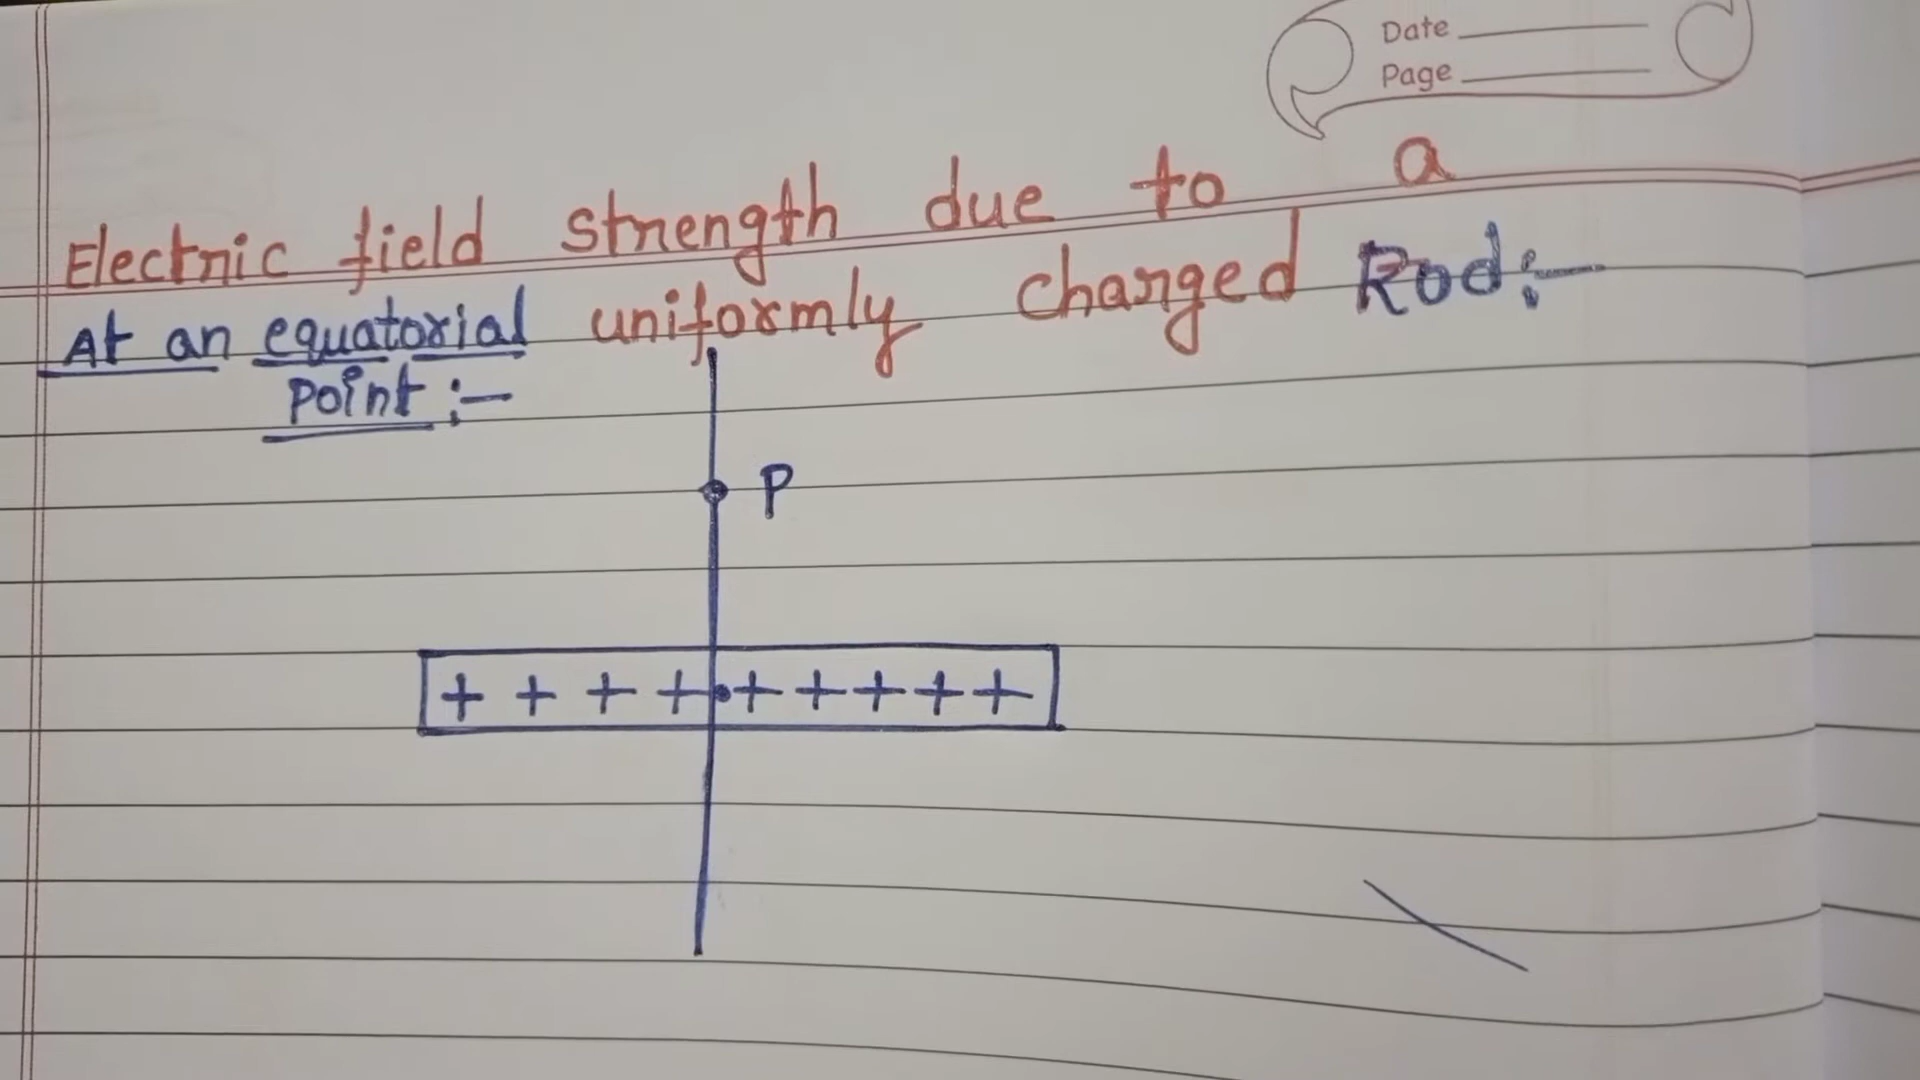 Date
Page
Electric field strength due to a
At an equatorial uniformly charged Rod:-
Point :-
P
+ + + + + + + + +